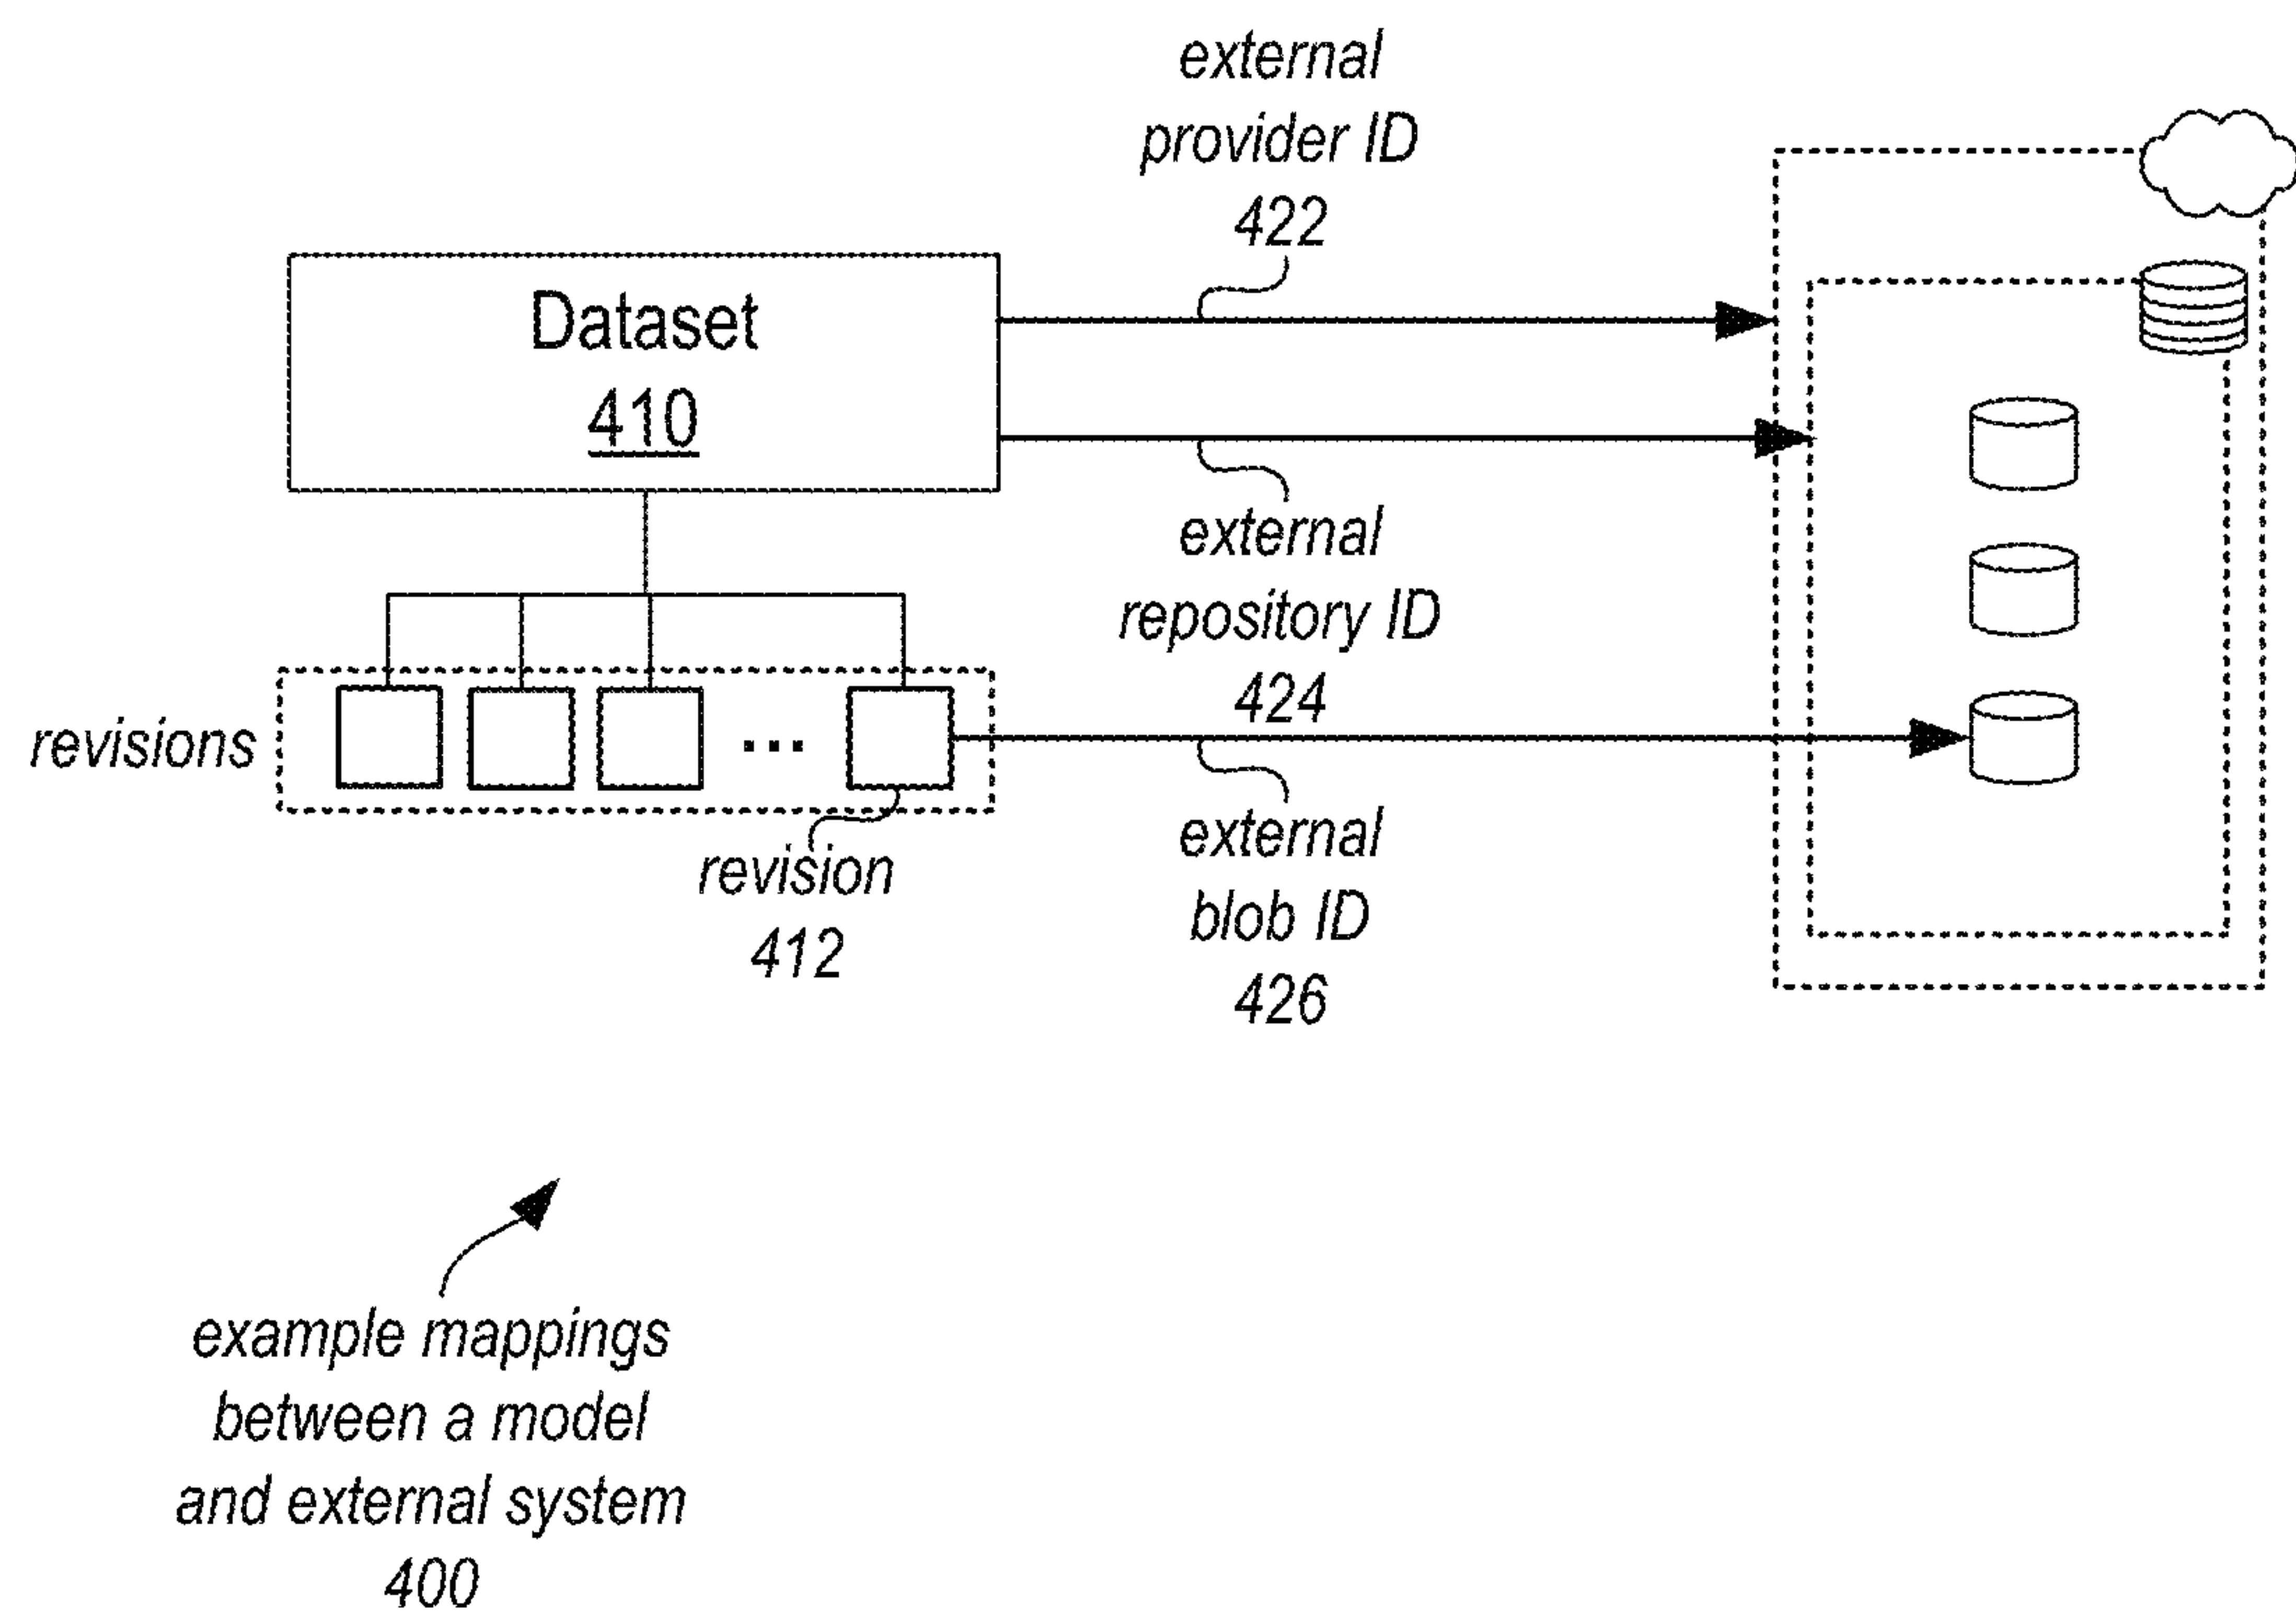 external
provider ID
422
Dataset
410
external
repository ID
424
revisions
...
revision
412
external
blob ID
426
example mappings
between a model
and external system
400